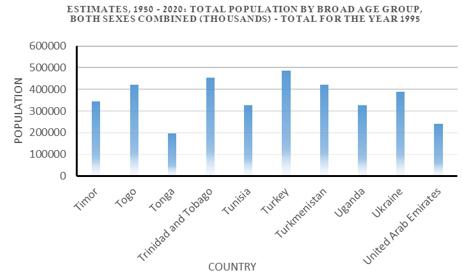 ESTIMATES, 1950 - 2020: TOTAL POPULATION BY BROAD AGE GROUP,
BOTH SEXES COMBINED (THOUSANDS) - TOTAL FOR THE YEAR 1995
POPULATION
600000
500000
400000
300000
200000
100000
0
Timor
Togo
Tonga
Trinidad and Tobago
Tunisia
Turkey
Turkmenistan
Uganda
Ukraine
United Arab Emirates
COUNTRY